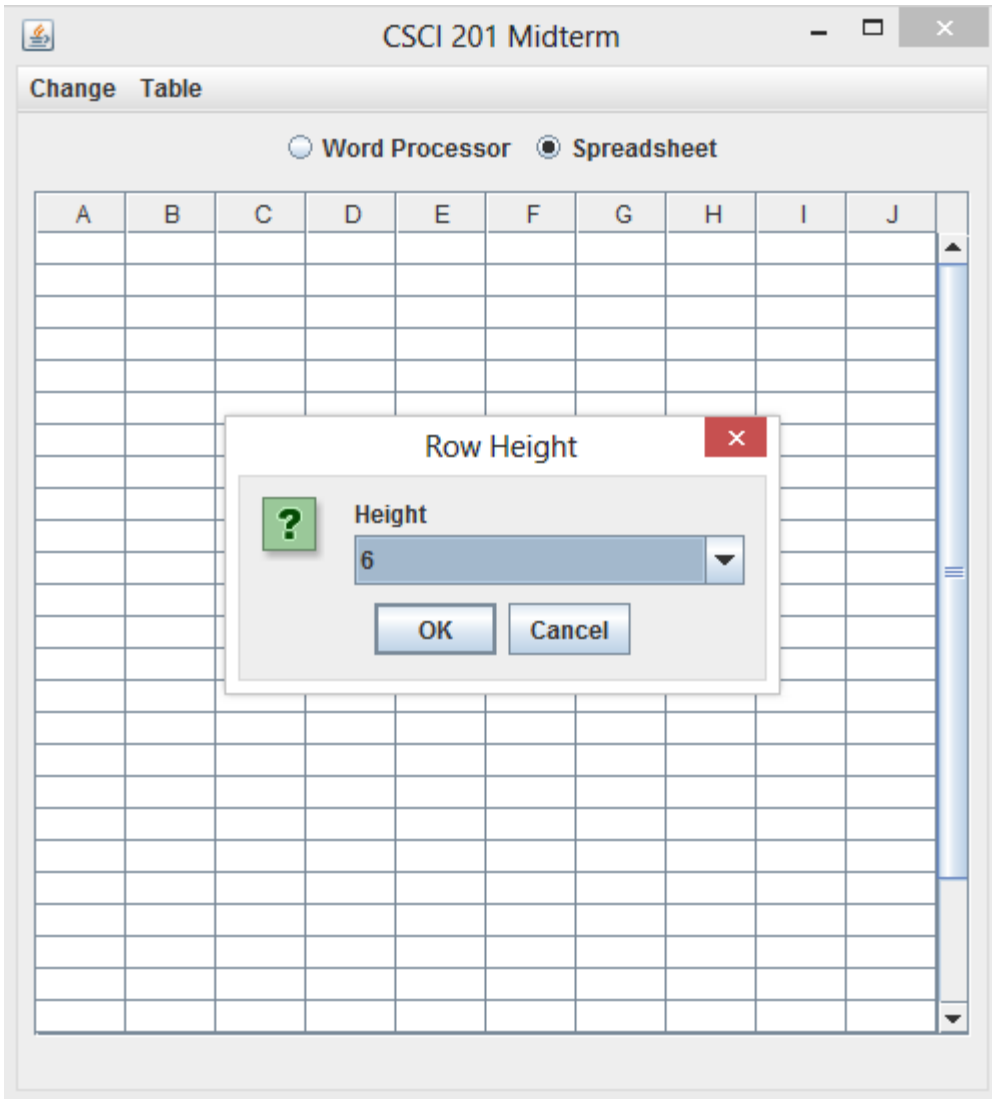 CSCI 201 Midterm
Change Table
Word Processor Spreadsheet
A B C D E F G H I J
Row Height
? Height
6
OK Cancel